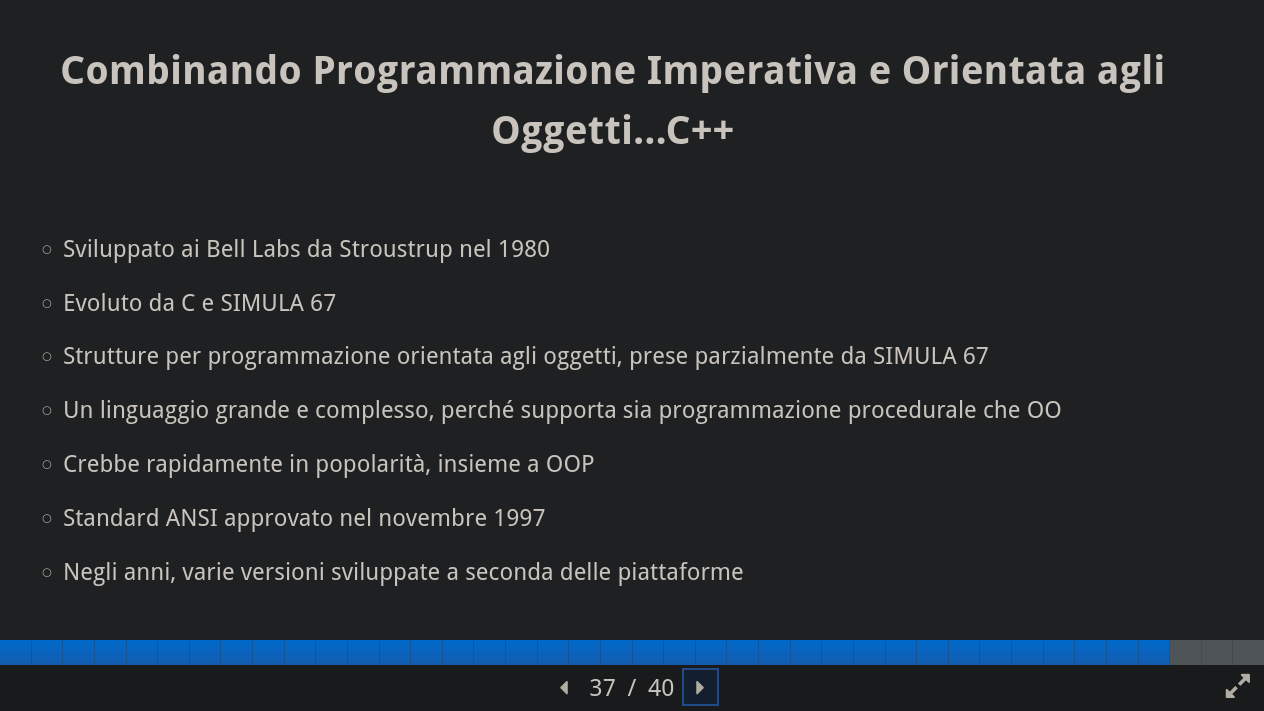 Combinando Programmazione Imperativa e Orientata agli
Oggetti...C++
Sviluppato ai Bell Labs da Stroustrup nel 1980
Evoluto da C e SIMULA 67
Strutture per programmazione orientata agli oggetti, prese parzialmente da SIMULA 67
Un linguaggio grande e complesso, perché supporta sia programmazione procedurale che OO
Crebbe rapidamente in popolarità, insieme a OOP
Standard ANSI approvato nel novembre 1997
Negli anni, varie versioni sviluppate a seconda delle piattaforme
37 / 40